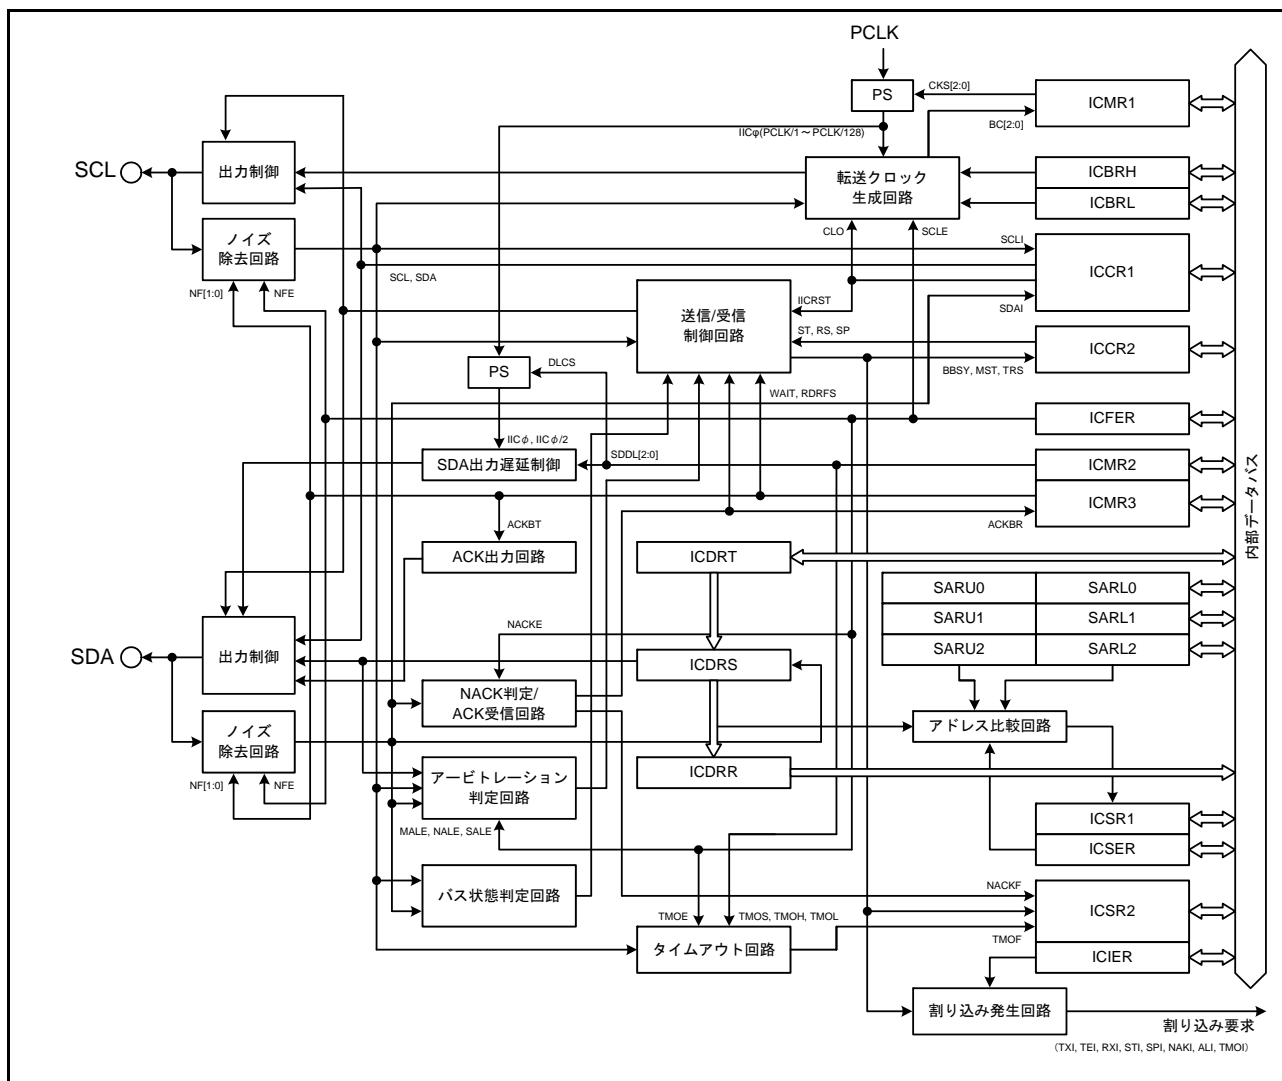 PCLK
PS
CKS[2:0]
ICMR1
BC[2:0]
IICφ(PCLK/1～PCLK/128)
SCL
出力制御
転送クロック
生成回路
ICBRH
ICBRL
ノイズ
除去回路
CLO
SCLE
SCLI
SCL, SDA
ICCR1
NF[1:0]
NFE
送信/受信
制御回路
IICRST
SDAI
ST, RS, SP
ICCR2
BBSY, MST, TRS
PS
DLCS
WAIT, RDRFS
ICFER
IICφ, IICφ/2
SDA出力遅延制御
SDDL[2:0]
ICMR2
ICMR3
ACKBT
ACKBR
ACK出力回路
ICDRT
内部データバス
SARU0
SARL0
SARU1
SARL1
SARU2
SARL2
NACKE
SDA
出力制御
ICDRS
NACK判定/
ACK受信回路
アドレス比較回路
ノイズ
除去回路
NF[1:0]
NFE
アービトレーション
判定回路
ICDRR
MALE, NALE, SALE
ICSR1
ICSER
バス状態判定回路
NACKF
ICSR2
TMOE
TMOS, TMOH, TMOL
タイムアウト回路
TMOF
ICIER
割り込み発生回路
割り込み要求
(TXI, TEI, RXI, STI, SPI, NAKI, ALI, TMOI)